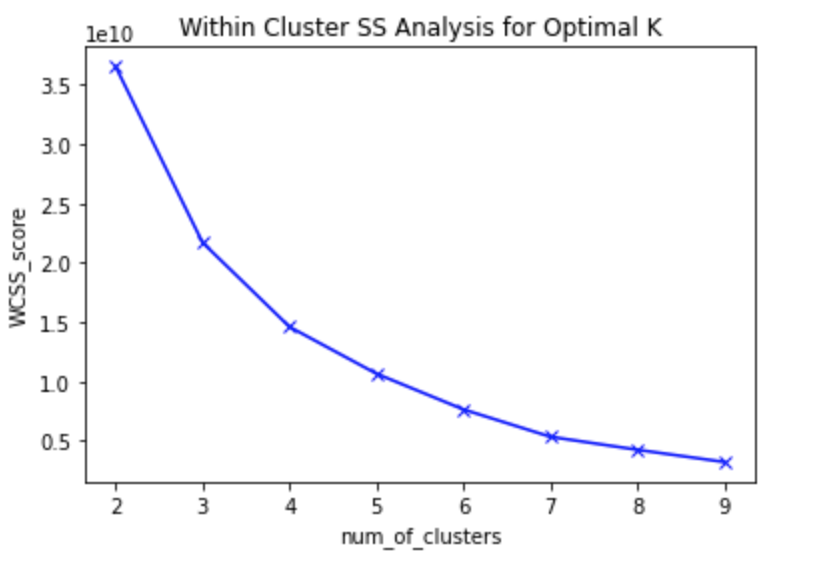 Within Cluster SS Analysis for Optimal K
1e10
3.5
3.0
2.5
2.0
1.5
1.0
0.5
WCSS_score
2 3 4 5 6 7 8 9
num_of_clusters